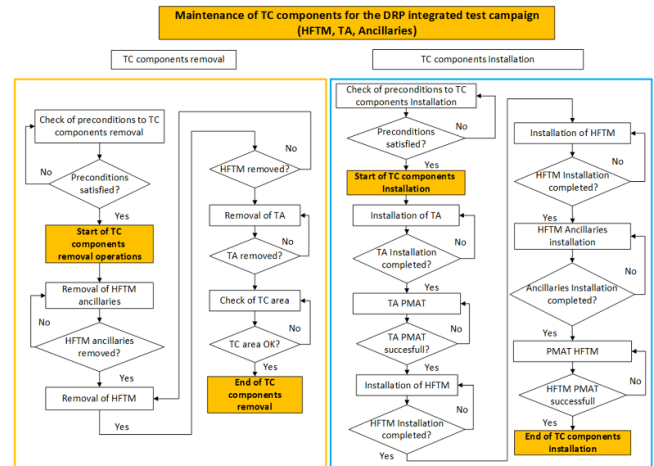 Maintenance of TC components for the DRP integrated test campaign
(HFTM, TA, Ancillaries)
TC components removal
TC components installation
Check of preconditions to TC
components removal
No
Preconditions
satisfied?
Yes
Start of TC
components
removal operations
Removal of HFTM
ancillaries
No
HFTM ancillaries
removed?
Yes
Removal of HFTM
Yes
No
HFTM removed?
Removal of TA
No
TA removed?
Check of TC area
No
TC area OK?
Yes
End of TC
components
removal
Check of preconditions to TC
components Installation
No
Preconditions
satisfied?
Yes
Start of TC components
Installation
Installation of TA
No
TA Installation
completed?
Yes
TA PMAT
No
TA PMAT
succesfull?
Yes
Installation of HFTM
No
HFTM Installation
completed?
Yes
Installation of HFTM
No
HFTM Installation
completed?
Yes
HFTM Ancillaries
installation
No
Ancillaries Installation
completed?
Yes
PMAT HFTM
No
HFTM PMAT
successfull
Yes
End of TC components
installation